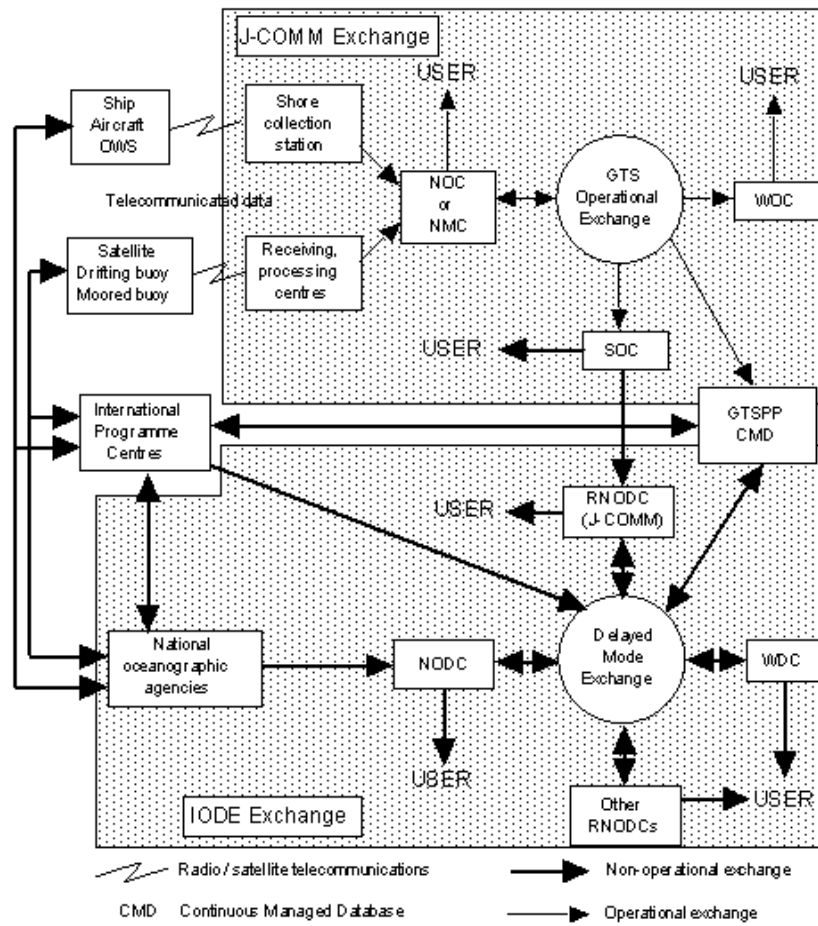 J-COMM Exchange
USER
USER
Ship
Aircraft
OWS
Shore
collection
station
NOC
or
NMC
GTS
Operational
Exchange
WOC
Telecommunicated data
Satellite
Drifting buoy
Moored buoy
Receiving,
processing
centres
USER
SOC
International
Programme
Centres
GTSPP
CMD
USER
RNODC
(J-COMM)
National
oceanographic
agencies
NODC
Delayed
Mode
Exchange
WDC
USER
USER
IODE Exchange
Other
RNODCs
Radio / satellite telecommunications
Non-operational exchange
CMD Continuous Managed Database
Operational exchange